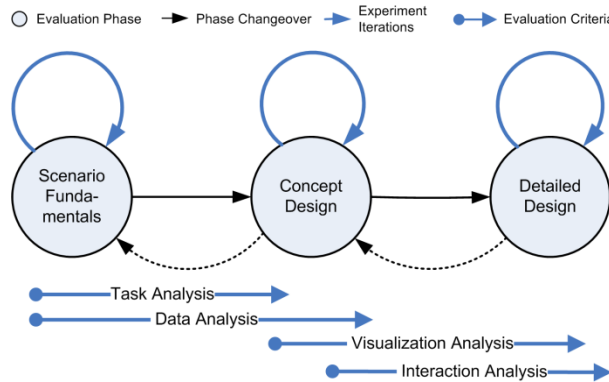 Evaluation Phase
Phase Changeover
Experiment
Iterations
Evaluation Criteria
Scenario
Funda-
mentals
Concept
Design
Detailed
Design
Task Analysis
Data Analysis
Visualization Analysis
Interaction Analysis